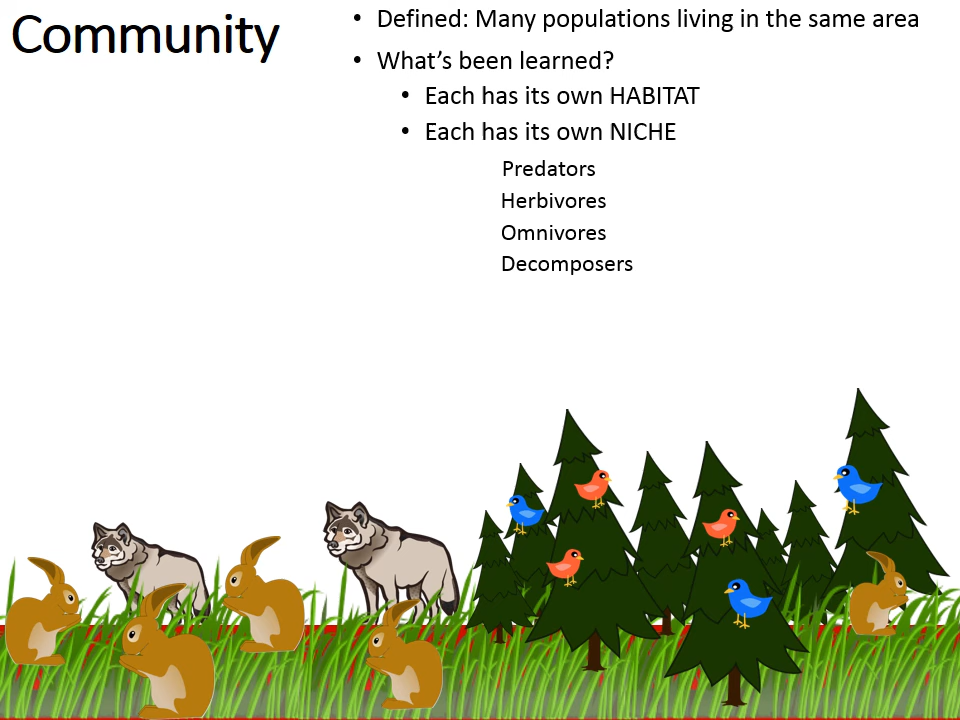 Community
• Defined: Many populations living in the same area
• What’s been learned?
• Each has its own HABITAT
• Each has its own NICHE
Predators
Herbivores
Omnivores
Decomposers